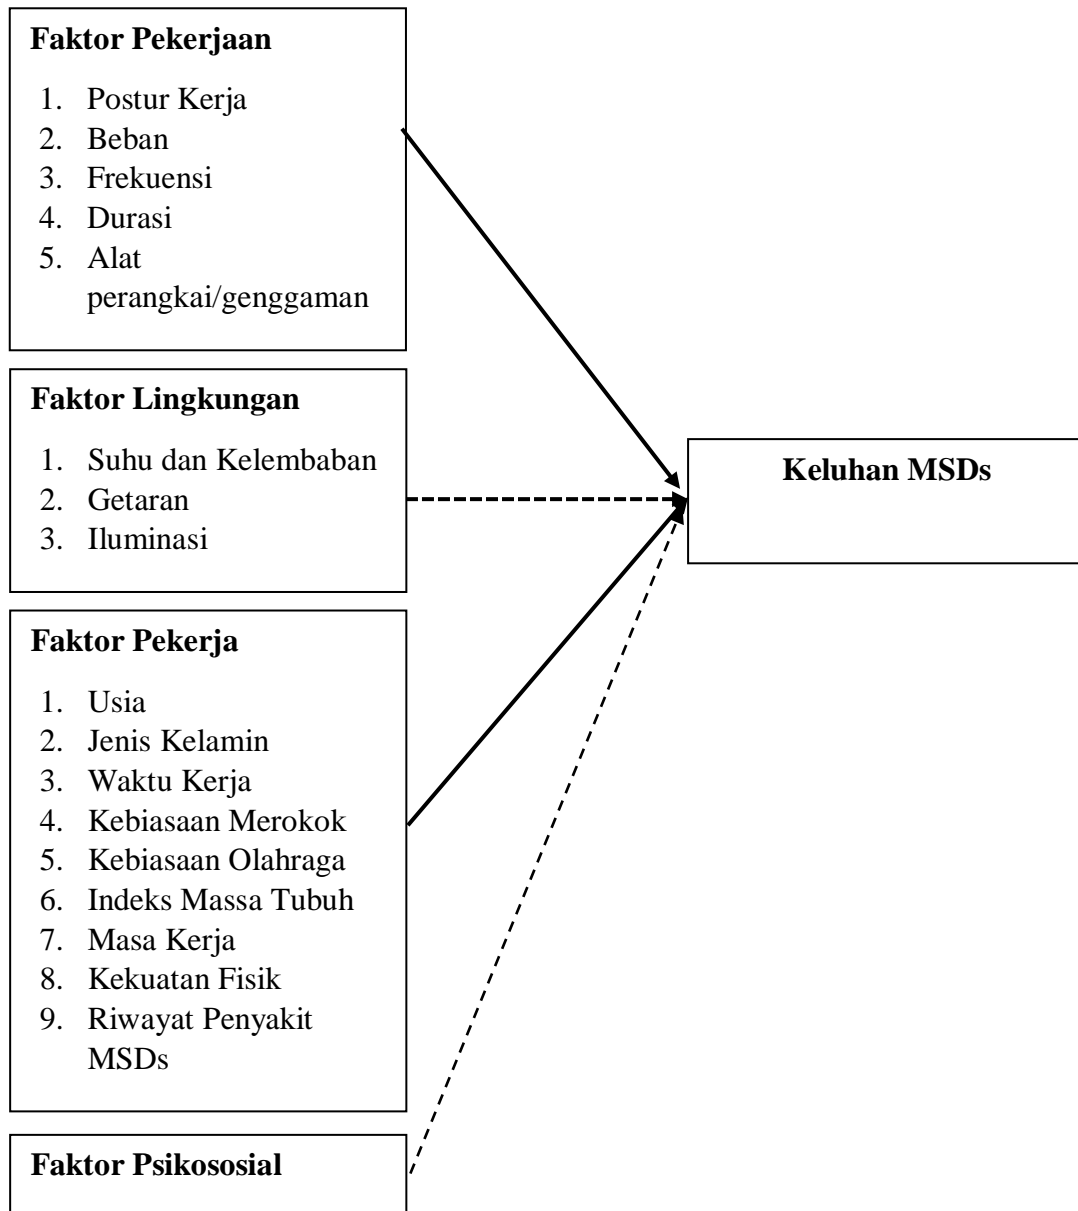 Faktor Pekerjaan
1. Postur Kerja
2. Beban
3. Frekuensi
4. Durasi
5. Alat
perangkai/genggaman
Faktor Lingkungan
1. Suhu dan Kelembaban
2. Getaran
3. Iluminasi
Keluhan MSDs
Faktor Pekerja
1. Usia
2. Jenis Kelamin
3. Waktu Kerja
4. Kebiasaan Merokok
5. Kebiasaan Olahraga
6. Indeks Massa Tubuh
7. Masa Kerja
8. Kekuatan Fisik
9. Riwayat Penyakit
MSDs
Faktor Psikososial